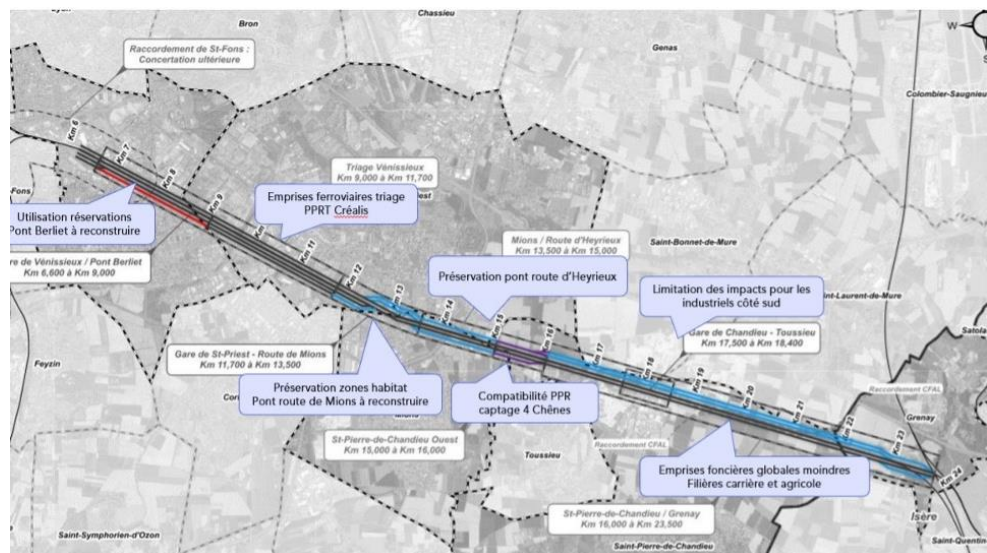 Chassieu
Bron
W
Raccordement de St-Fons :
Concertation ultérieure
Genas
Colombier-Saugnieu
Km 6
Km 7
Km 8
Km 9
Triage Vénissieux
Km 9,000 à Km 11,700
Emprises ferroviaires triage
PPRT Créalis
Utilisation réservations
Pont Berliet à reconstruire
re de Vénissieux / Pont Berliet
Km 6,600 à Km 9,000
Km 11
Km 12
Km 13
Km 14
Km 15
Km 16
Km 17
Km 18
Km 19
Km 20
Km 21
Km 22
Km 23
Km 24
Mions / Route d'Heyrieux
Km 13,500 à Km 15,000
Saint-Bonnet-de-Mure
Préservation pont route d'Heyrieux
Limitation des impacts pour les
industriels côté sud
nt-Laurent-de-Mure
Gare de Chandieu - Toussieu
Km 17,500 à Km 18,400
Satola
Feyzin
Gare de St-Priest - Route de Mions
Km 11,700 à Km 13,500
Préservation zones habitat
Pont route de Mions à reconstruire
Compatibilité PPR
captage 4 Chênes
Raccordement CFAL
Grenay
Mions
St-Pierre-de-Chandieu Ouest
Km 15,000 à Km 16,000
Toussieu
Raccordement CFAL
Emprises foncières globales moindres
Filières carrière et agricole
St-Pierre-de-Chandieu / Grenay
Km 16,000 à Km 23,500
Isère
Saint-Symphorien-d'Ozon
Saint-Pierre-de-Chandieu
Saint-Quentin